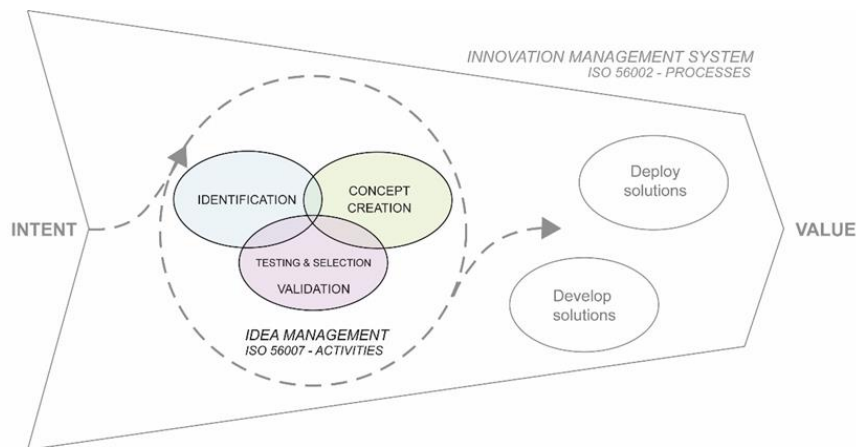 INNOVATION MANAGEMENT SYSTEM
ISO 56002 - PROCESSES
INTENT
IDENTIFICATION
CONCEPT
CREATION
TESTING & SELECTION
VALIDATION
IDEA MANAGEMENT
ISO 56007 - ACTIVITIES
Deploy
solutions
Develop
solutions
VALUE